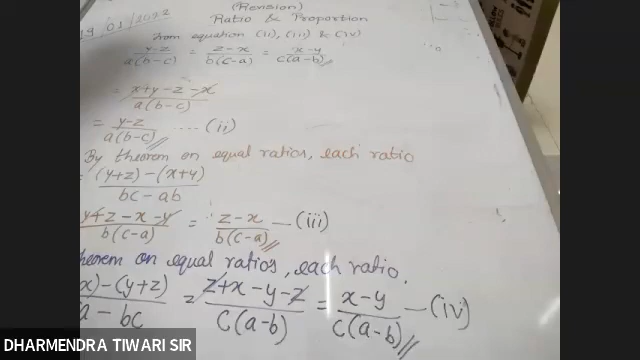 (Revision)
19/01/2022
Ratio & Proportion
from equation (ii), (iii) & (iv)
y-z/a(b-c) = z-x/b(c-a) = x-y/c(a-b)
= x+y-z-x/a(b-c)
= y-z/a(b-c) .... (ii)
By theorem on equal ratios, each ratio
= (y+z)-(x+y)/bc-ab
y+z-x-y/b(c-a) = z-x/b(c-a) — (iii)
theorem on equal ratios, each ratio.
x)-(y+z)/a-bc = z+x-y-z/c(a-b) = x-y/c(a-b) — (iv)
DHARMENDRA TIWARI SIR